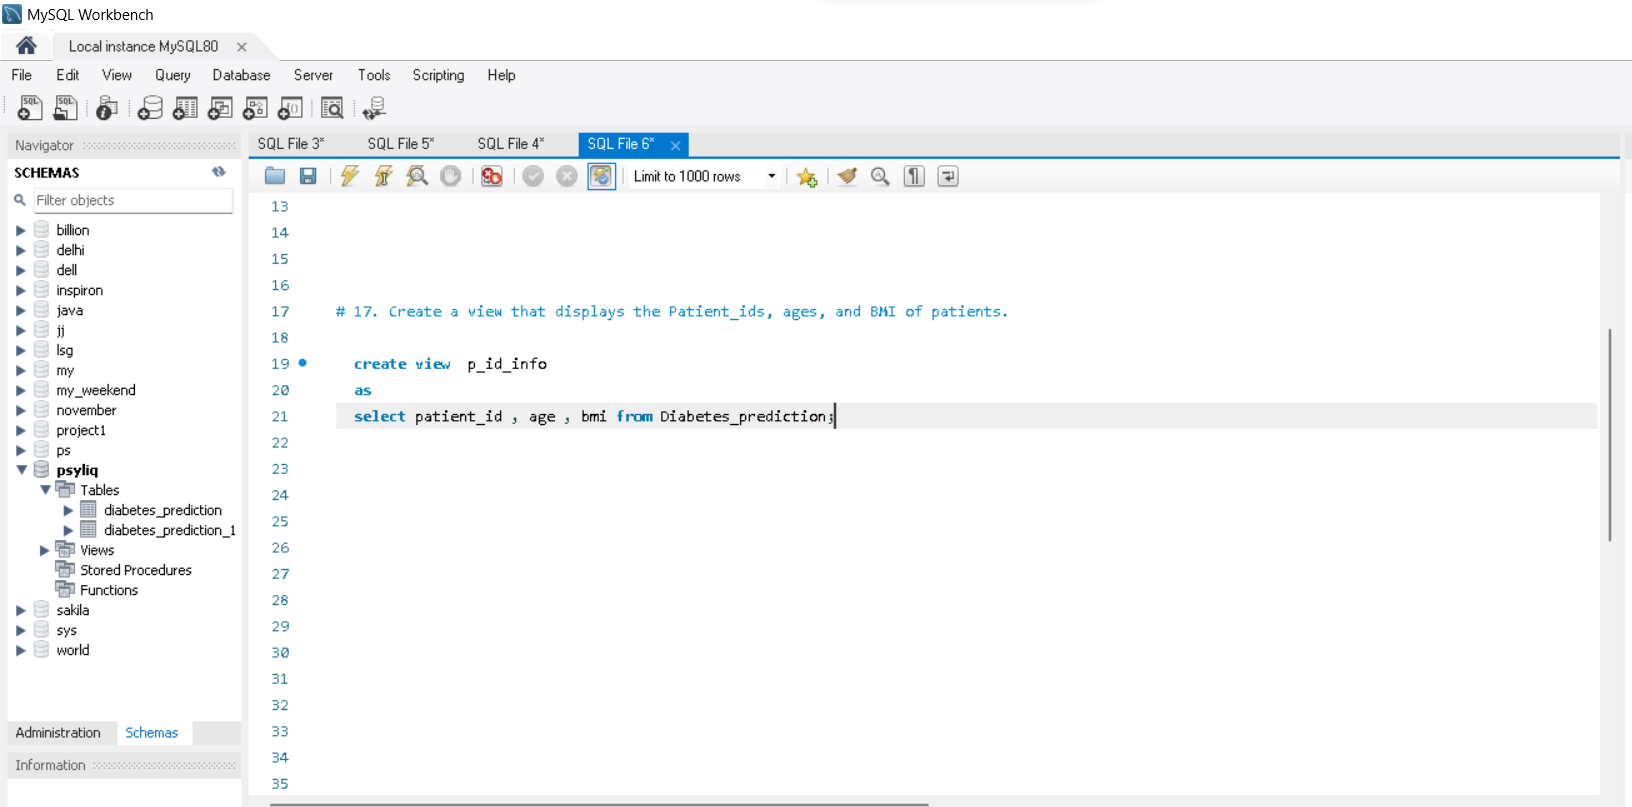 MySQL Workbench
Local instance MySQL80
File Edit View Query Database Server Tools Scripting Help
Navigator
SCHEMAS
Filter objects
billion
delhi
dell
inspiron
java
jj
lsg
my
my_weekend
november
project1
ps
psyliq
Tables
diabetes_prediction
diabetes_prediction_1
Views
Stored Procedures
Functions
sakila
sys
world
Administration Schemas
Information
SQL File 3* SQL File 5* SQL File 4* SQL File 6*
Limit to 1000 rows
13
14
15
16
17 # 17. Create a view that displays the Patient_ids, ages, and BMI of patients.
18
19 create view p_id_info
20 as
21 select patient_id , age , bmi from Diabetes_prediction;
22
23
24
25
26
27
28
29
30
31
32
33
34
35